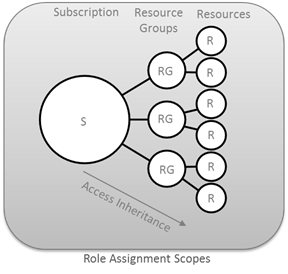 Subscription
Resource
Groups
Resources
S
RG
RG
RG
R
R
R
R
R
R
Access Inheritance
Role Assignment Scopes